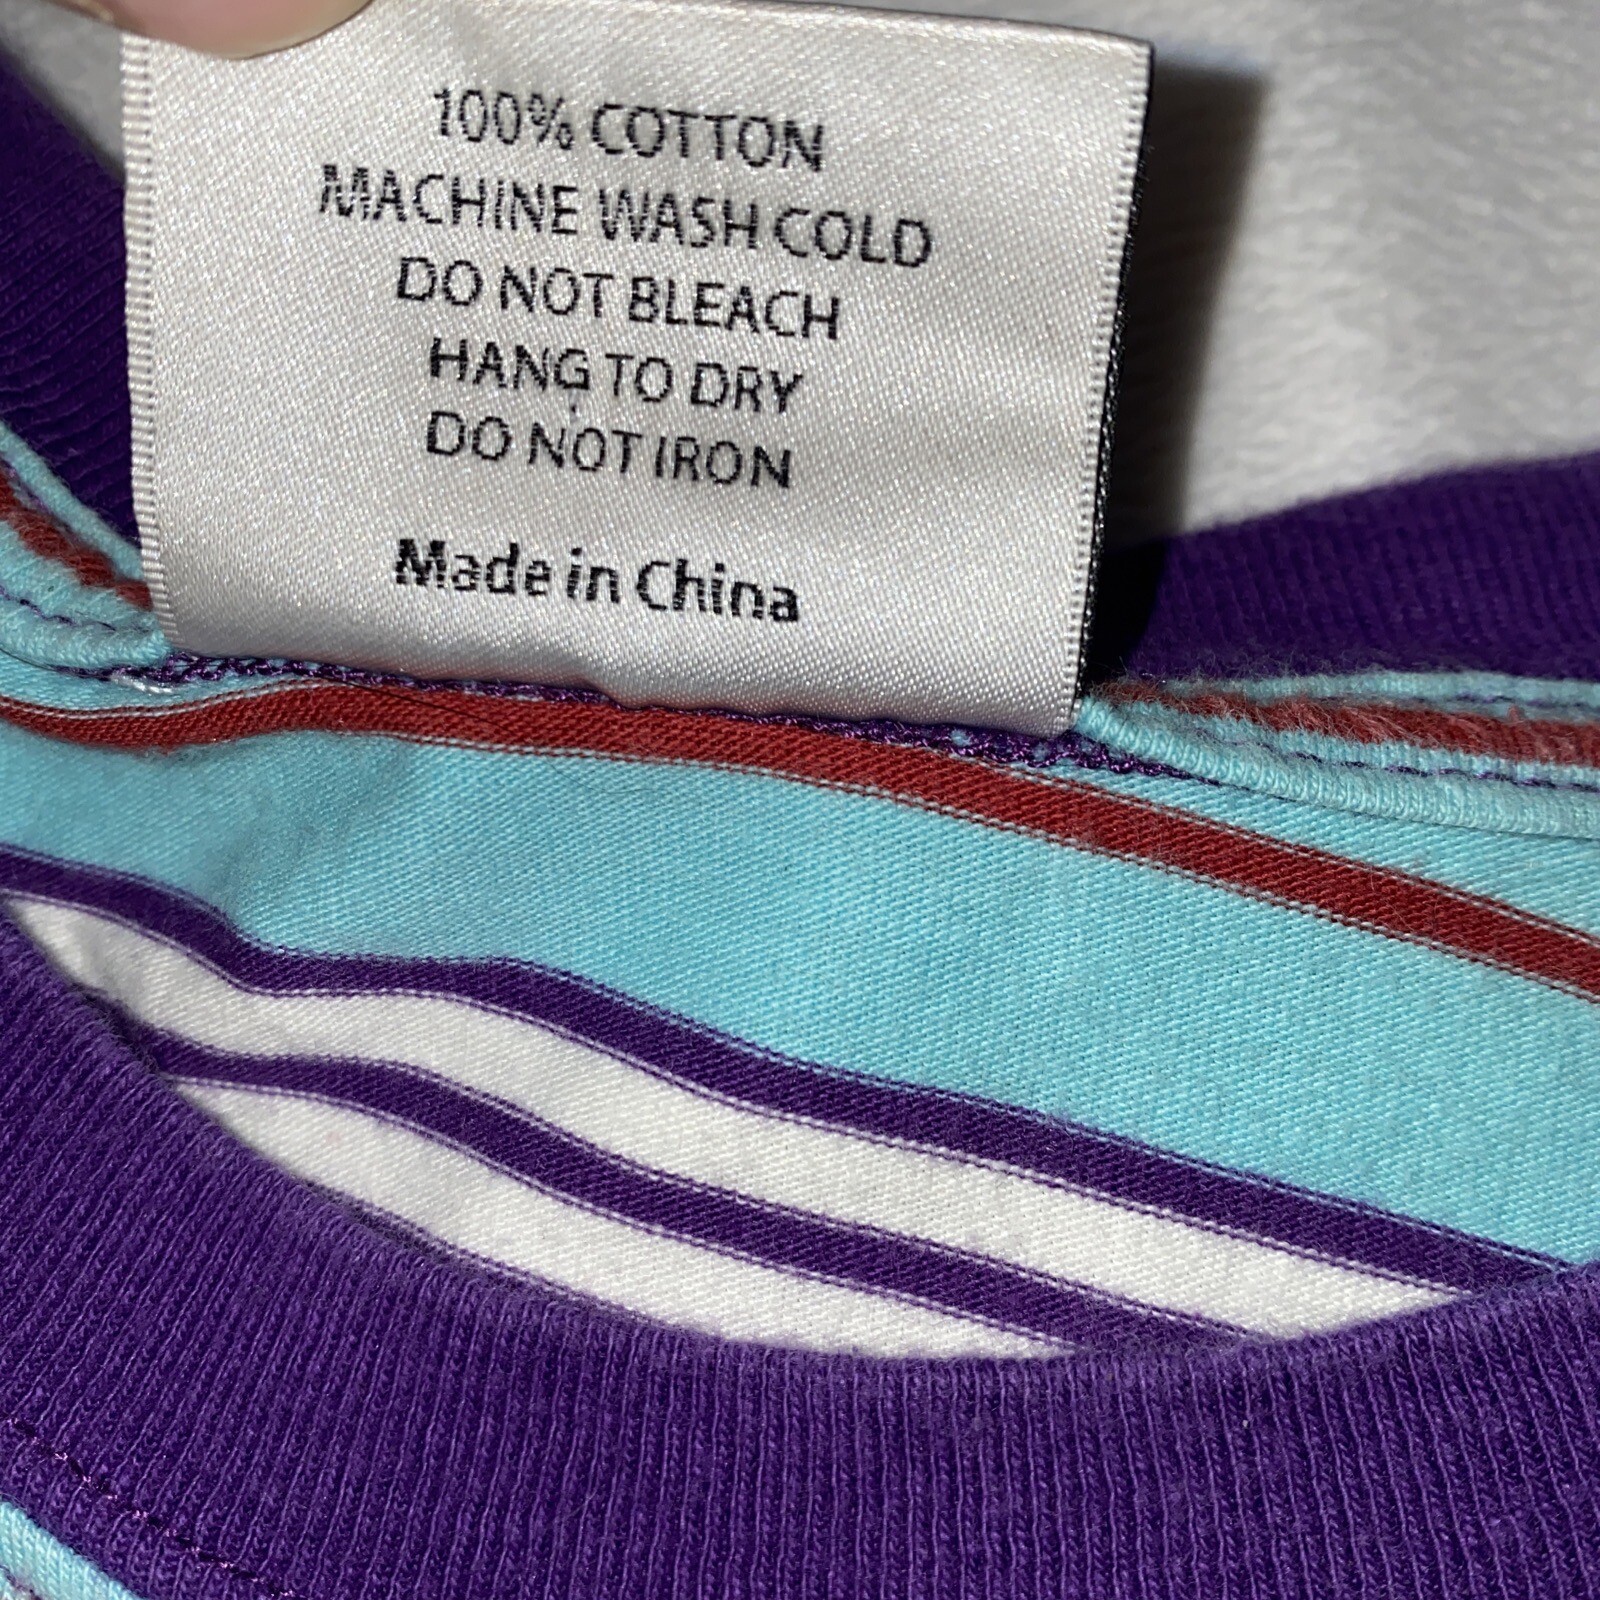 100% COTTON
MACHINE WASH COLD
DO NOT BLEACH
HANG TO DRY
DO NOT IRON
Made in China